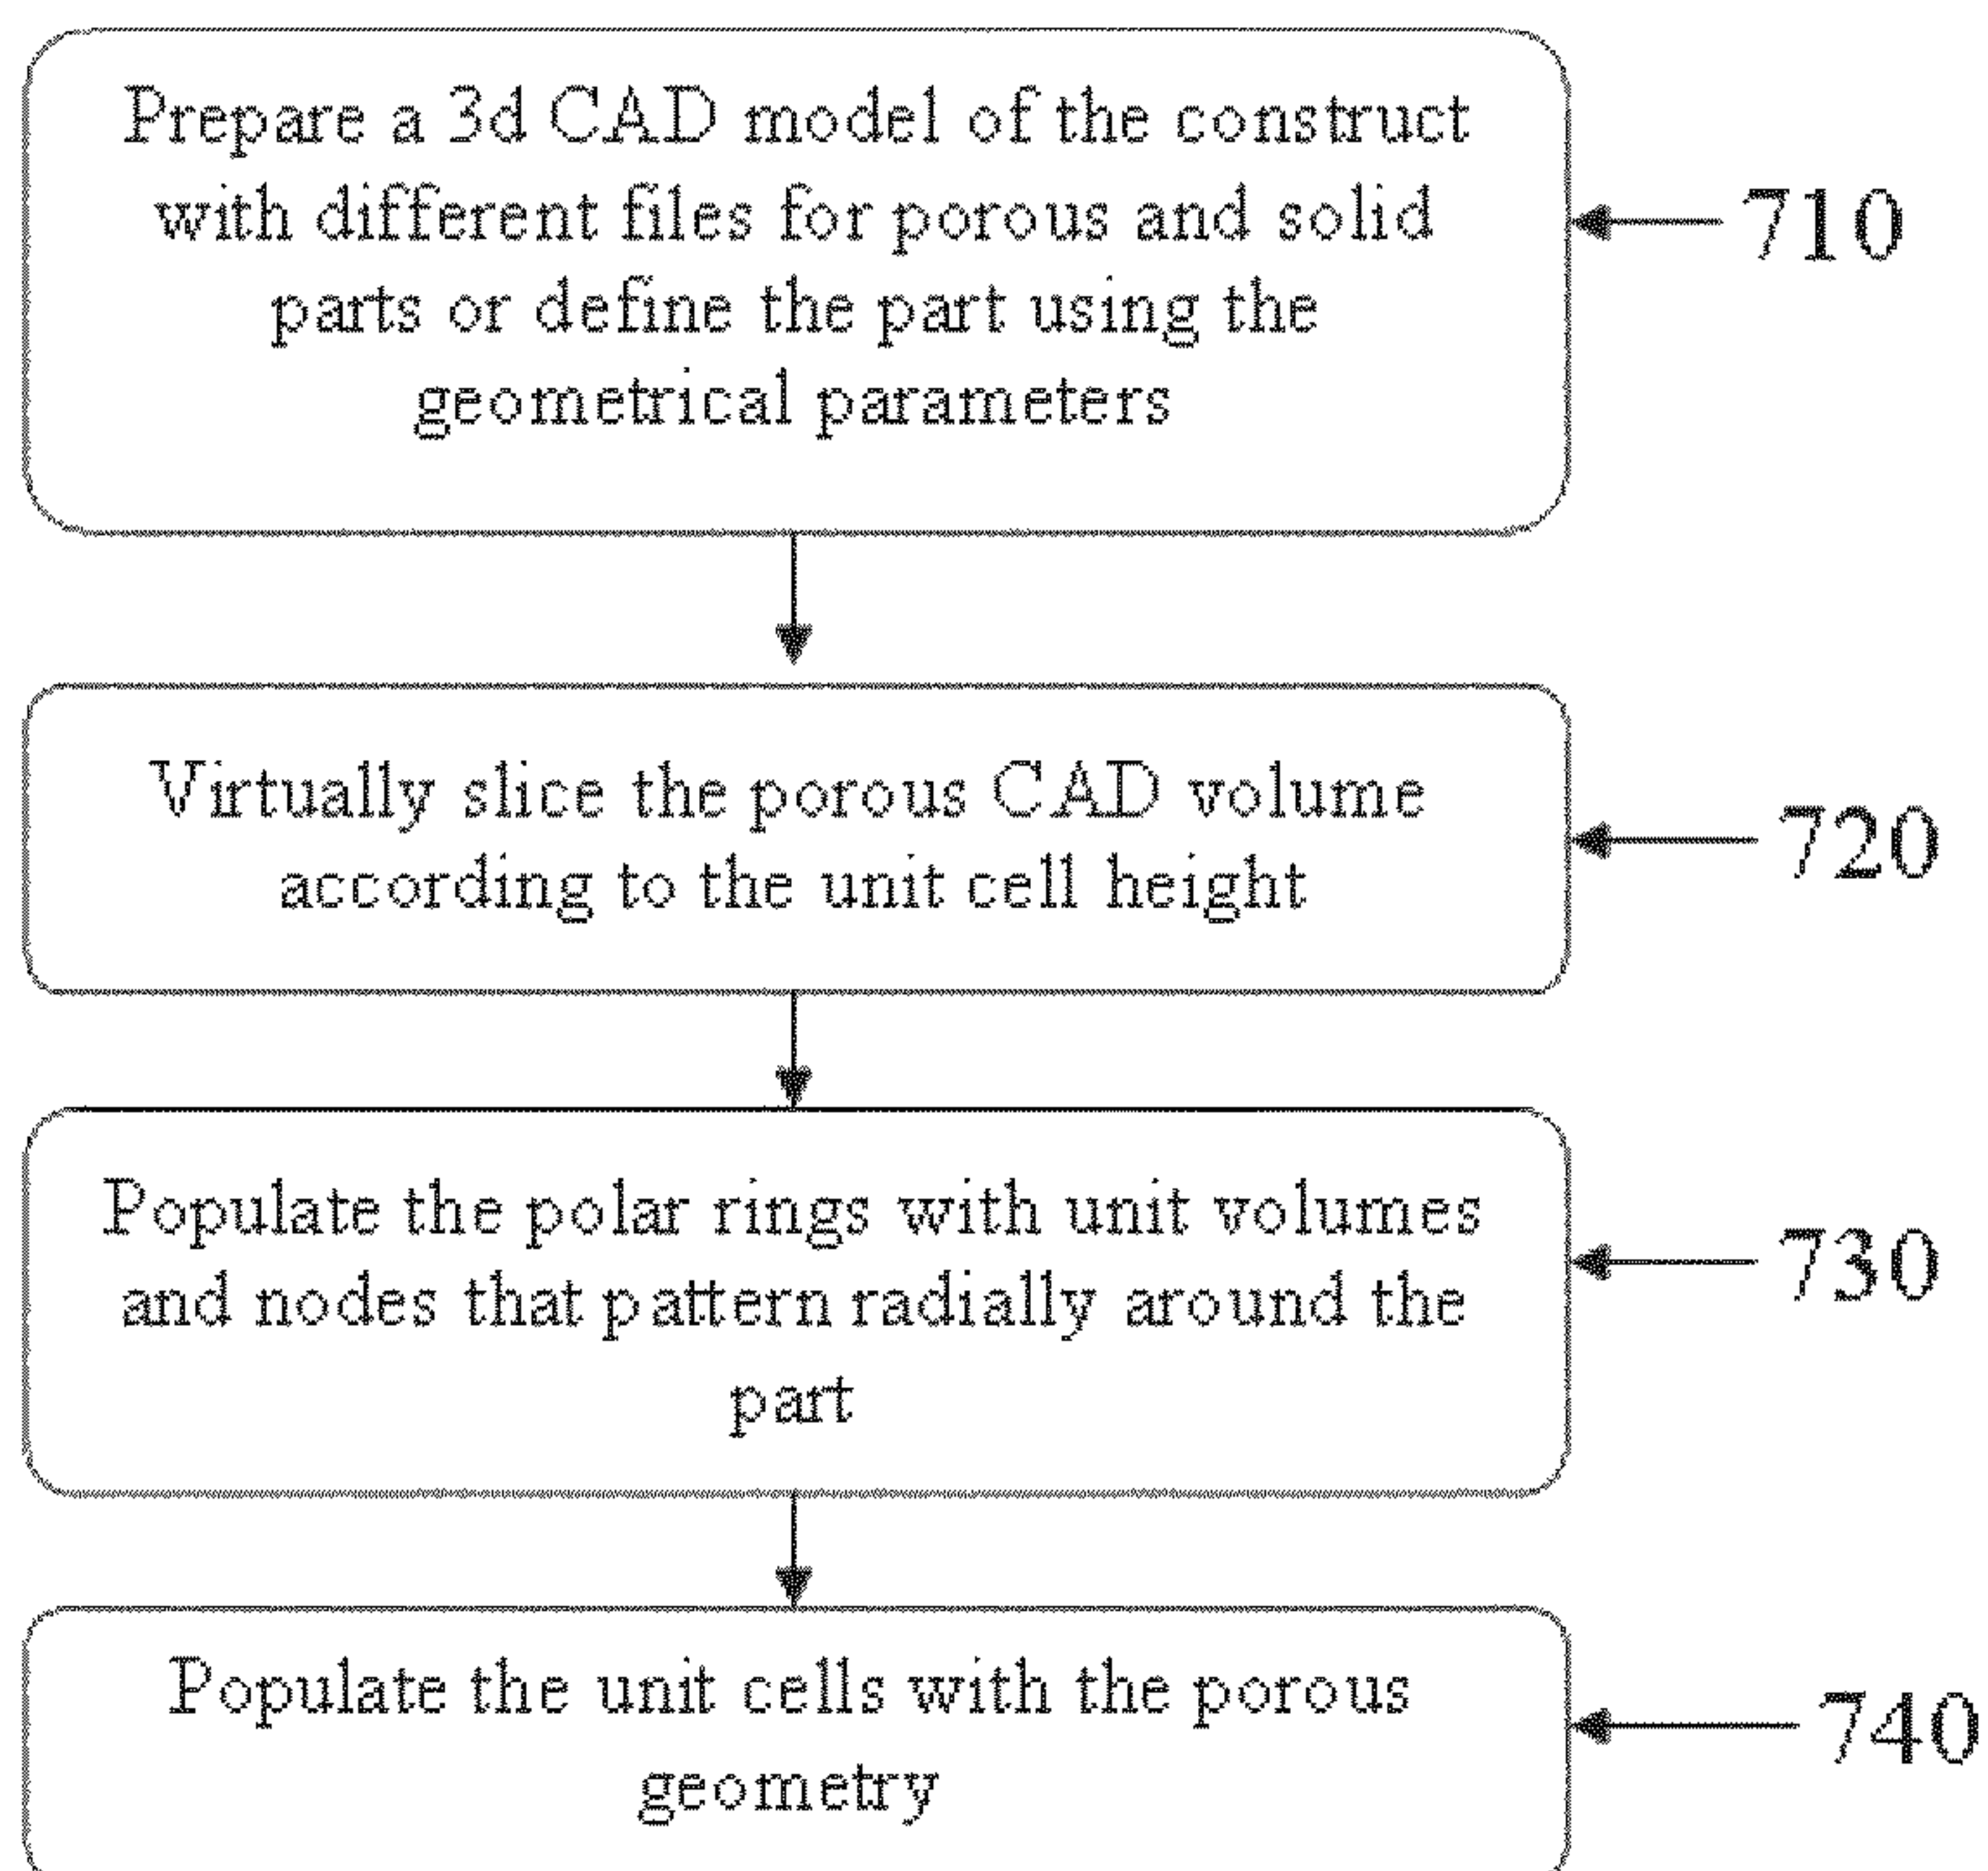 Prepare a 3d CAD model of the construct
with different files for porous and solid
parts or define the part using the
geometrical parameters
710
Virtually slice the porous CAD volume
according to the unit cell height
720
Populate the polar rings with unit volumes
and nodes that pattern radially around the
part
730
Populate the unit cells with the porous
geometry
740